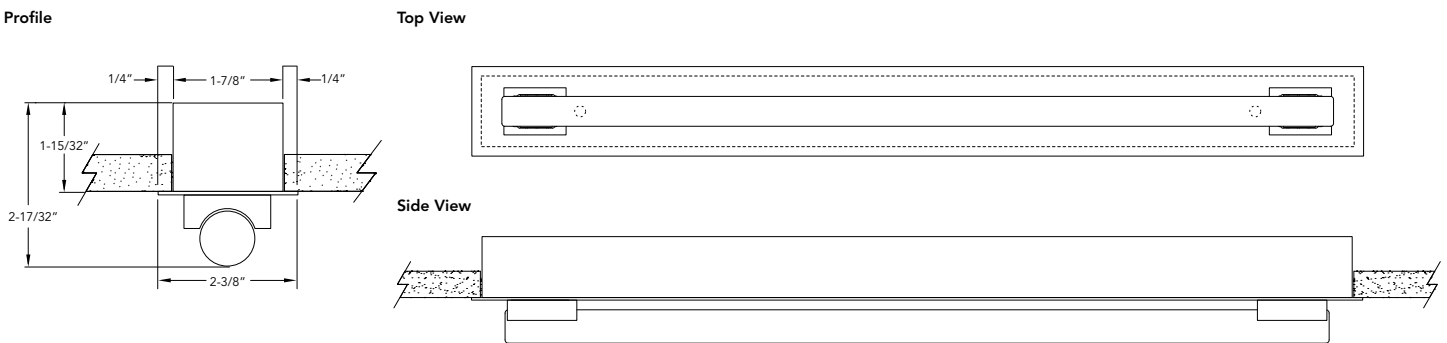 Profile
Top View
1/4" 1-7/8" 1/4"
1-15/32"
2-17/32"
2-3/8"
Side View